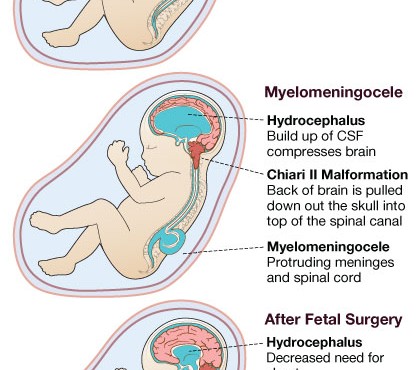 Myelomeningocele
Hydrocephalus
Build up of CSF
compresses brain
Chiari II Malformation
Back of brain is pulled
down out the skull into
top of the spinal canal
Myelomeningocele
Protruding meninges
and spinal cord
After Fetal Surgery
Hydrocephalus
Decreased need for